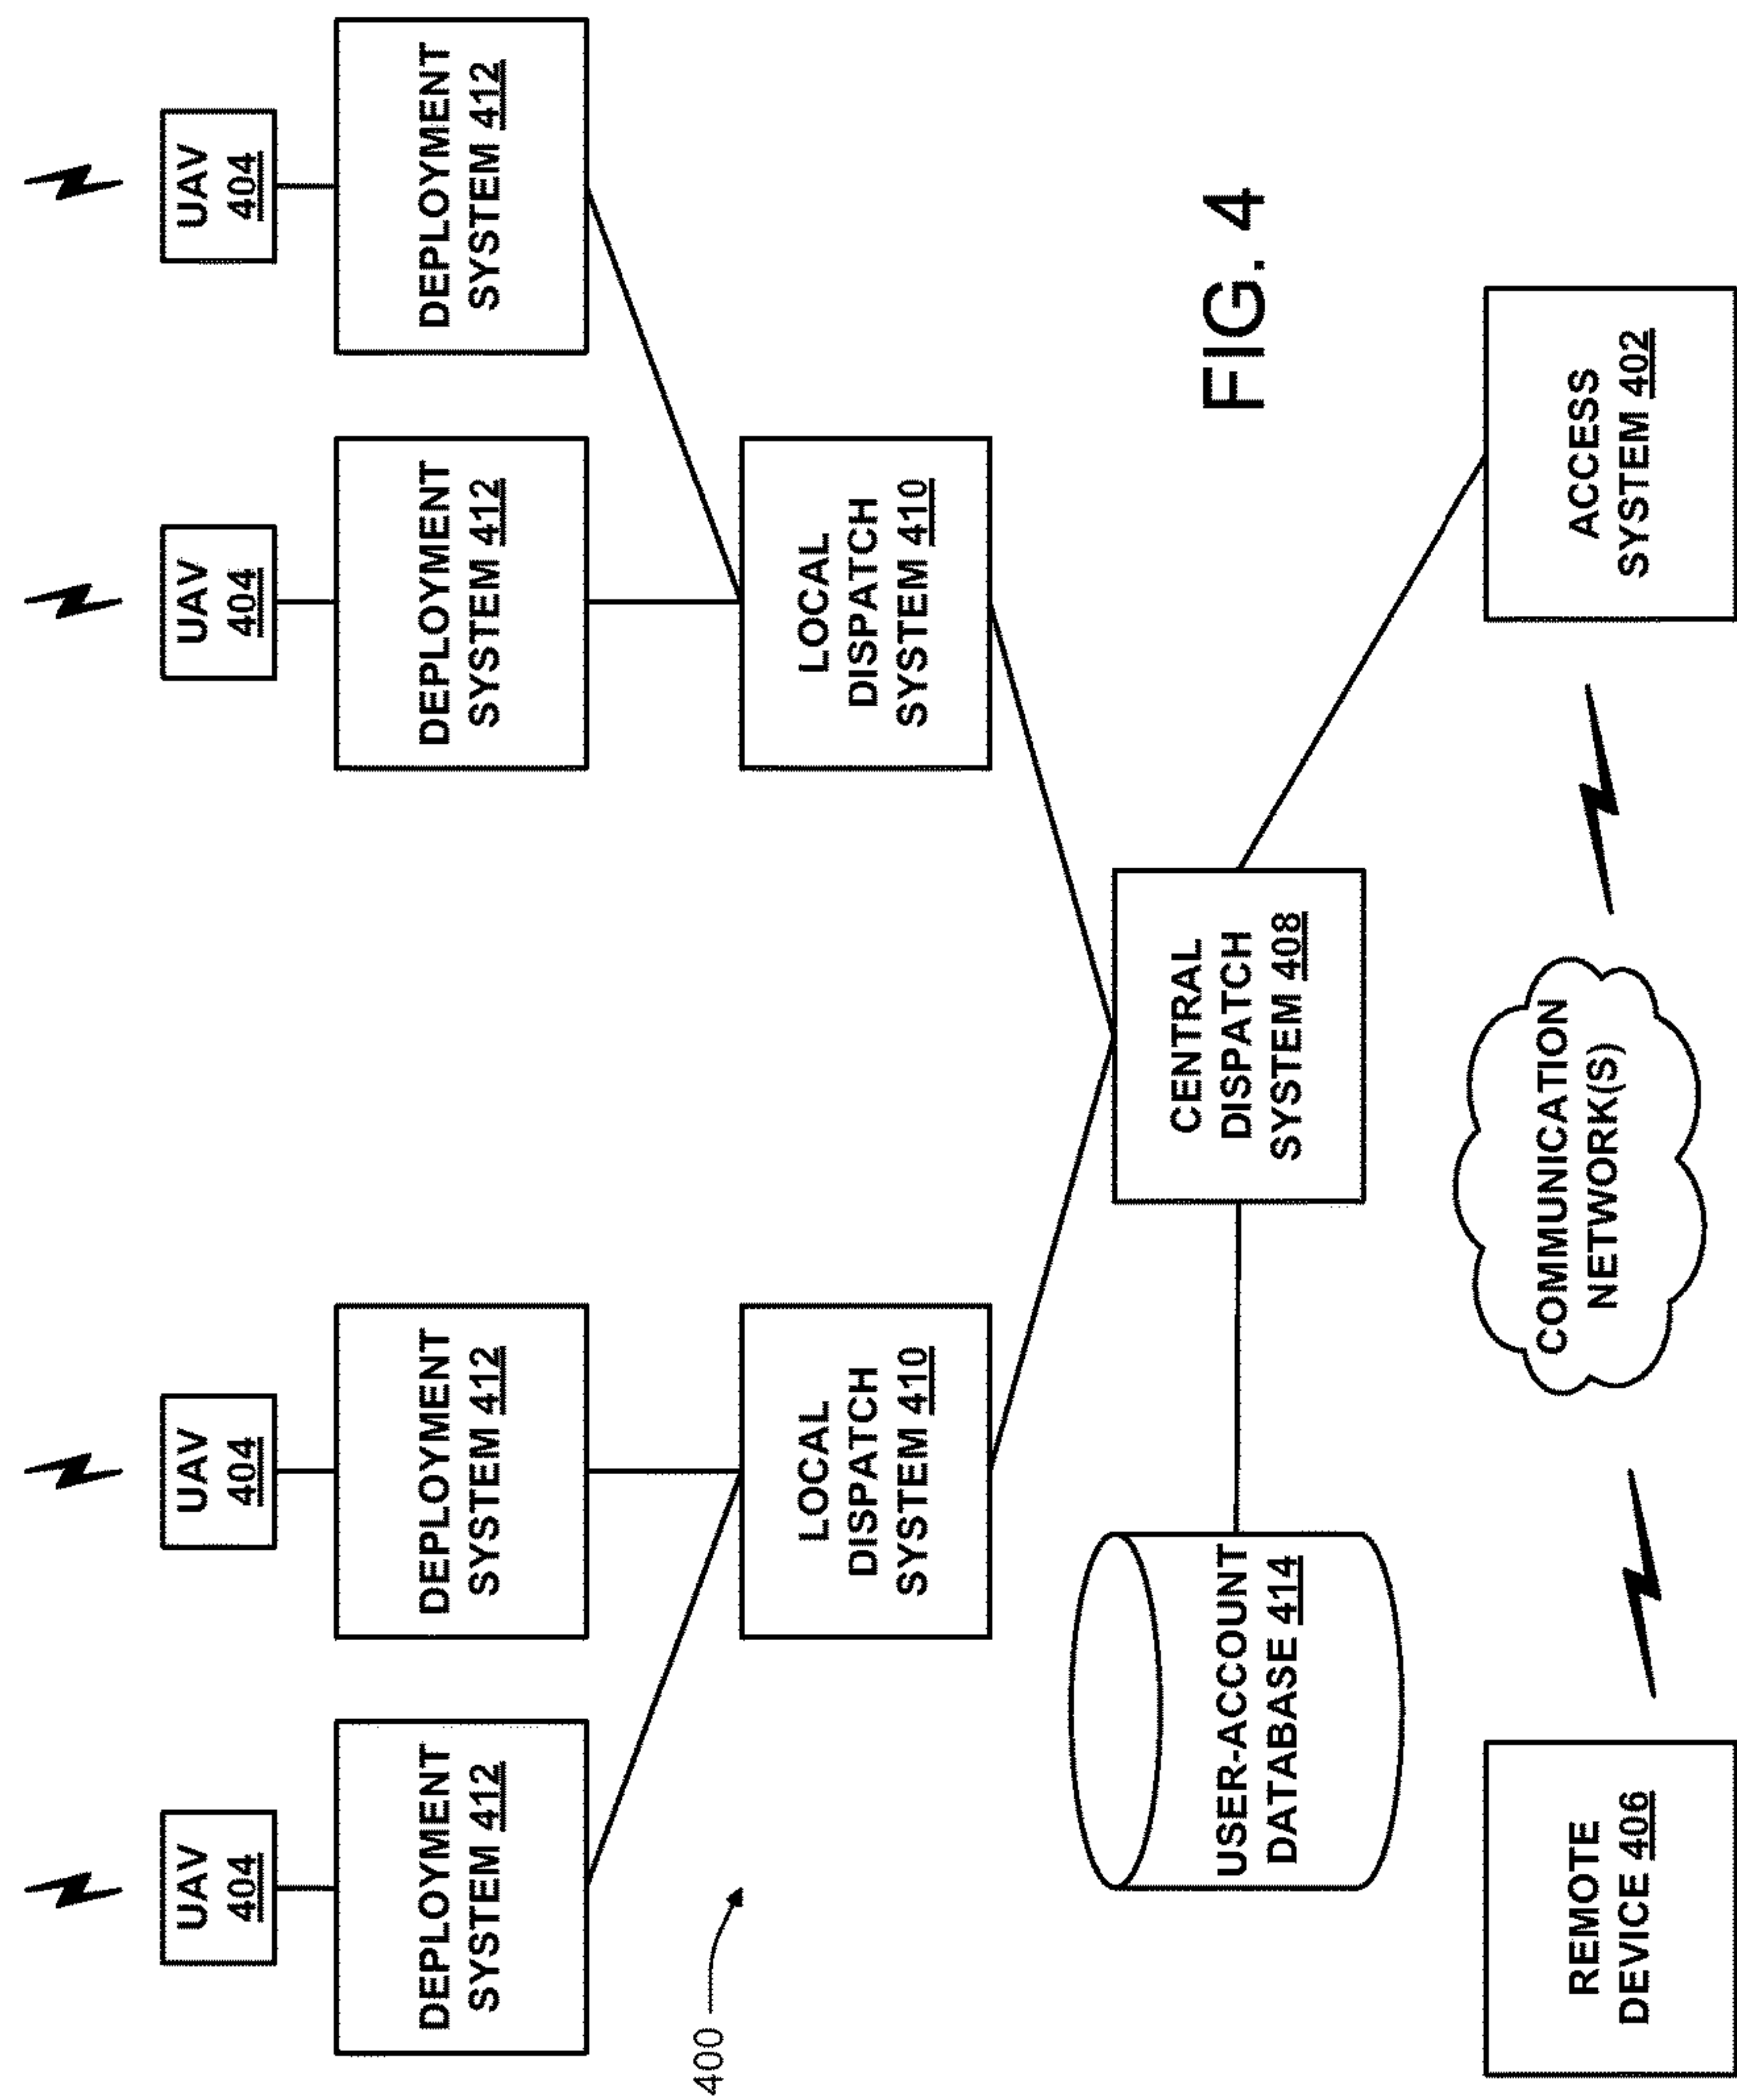 UAV
404
UAV
404
UAV
404
UAV
404
DEPLOYMENT
SYSTEM 412
DEPLOYMENT
SYSTEM 412
DEPLOYMENT
SYSTEM 412
DEPLOYMENT
SYSTEM 412
400
LOCAL
DISPATCH
SYSTEM 410
LOCAL
DISPATCH
SYSTEM 410
USER-ACCOUNT
DATABASE 414
CENTRAL
DISPATCH
SYSTEM 408
FIG. 4
REMOTE
DEVICE 406
COMMUNICATION
NETWORK(S)
ACCESS
SYSTEM 402